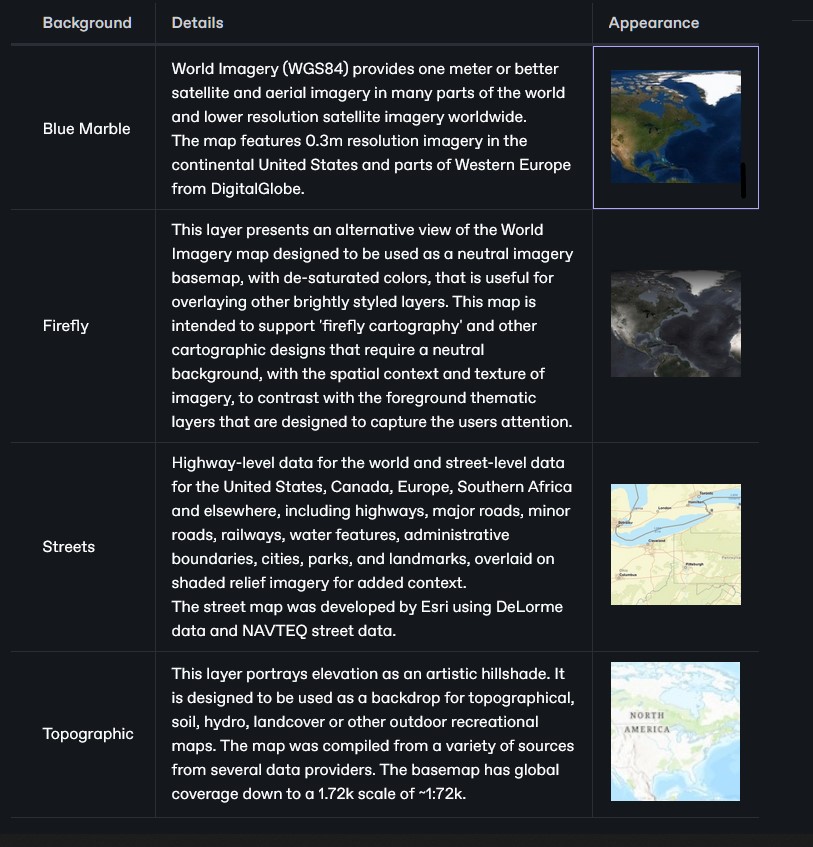 Background Details Appearance
Blue Marble
World Imagery (WGS84) provides one meter or better
satellite and aerial imagery in many parts of the world
and lower resolution satellite imagery worldwide.
The map features 0.3m resolution imagery in the
continental United States and parts of Western Europe
from DigitalGlobe.
Firefly
This layer presents an alternative view of the World
Imagery map designed to be used as a neutral imagery
basemap, with de-saturated colors, that is useful for
overlaying other brightly styled layers. This map is
intended to support 'firefly cartography' and other
cartographic designs that require a neutral
background, with the spatial context and texture of
imagery, to contrast with the foreground thematic
layers that are designed to capture the users attention.
Streets
Highway-level data for the world and street-level data
for the United States, Canada, Europe, Southern Africa
and elsewhere, including highways, major roads, minor
roads, railways, water features, administrative
boundaries, cities, parks, and landmarks, overlaid on
shaded relief imagery for added context.
The street map was developed by Esri using DeLorme
data and NAVTEQ street data.
Toronto
London
Cleveland
Pittsburgh
Columbus
Topographic
This layer portrays elevation as an artistic hillshade. It
is designed to be used as a backdrop for topographical,
soil, hydro, landcover or other outdoor recreational
maps. The map was compiled from a variety of sources
from several data providers. The basemap has global
coverage down to a 1.72k scale of ~1:72k.
NORTH
AMERICA